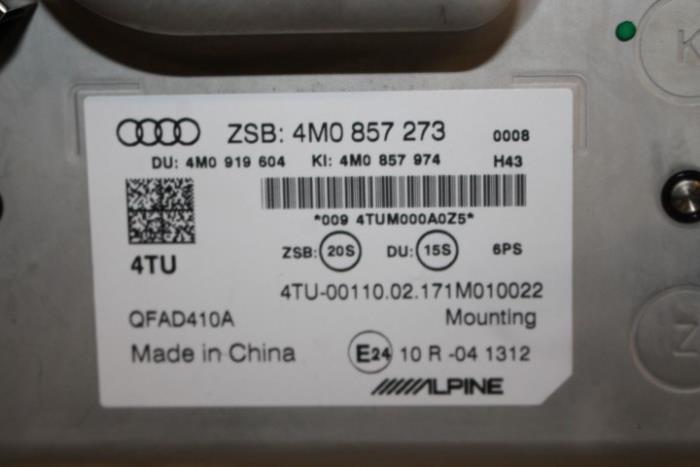 ZSB: 4M0 857 273 0008
DU: 4M0 919 604 KI: 4M0 857 974 H43
*009 4TUM000A0Z5*
4TU ZSB: 20S DU: 15S 6PS
4TU-00110.02.171M010022
QFAD410A Mounting
Made in China E24 10 R -04 1312
ALPINE
K
Z